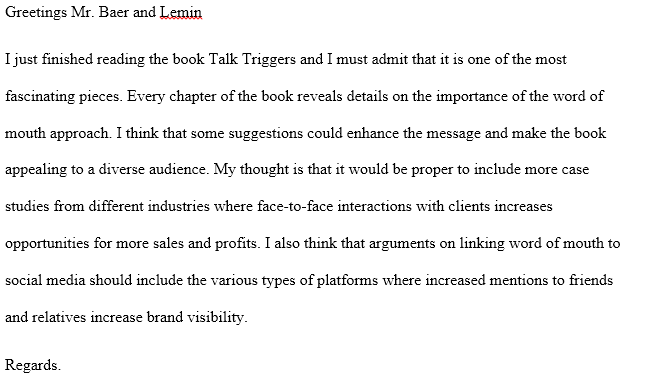 Greetings Mr. Baer and Lemin
I just finished reading the book Talk Triggers and I must admit that it is one of the most
fascinating pieces. Every chapter of the book reveals details on the importance of the word of
mouth approach. I think that some suggestions could enhance the message and make the book
appealing to a diverse audience. My thought is that it would be proper to include more case
studies from different industries where face-to-face interactions with clients increases
opportunities for more sales and profits. I also think that arguments on linking word of mouth to
social media should include the various types of platforms where increased mentions to friends
and relatives increase brand visibility.
Regards.